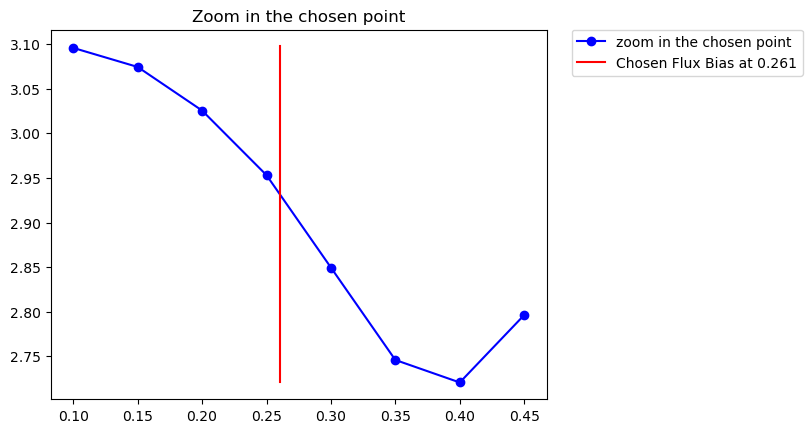 Zoom in the chosen point
zoom in the chosen point
Chosen Flux Bias at 0.261
3.10
3.05
3.00
2.95
2.90
2.85
2.80
2.75
0.10 0.15 0.20 0.25 0.30 0.35 0.40 0.45